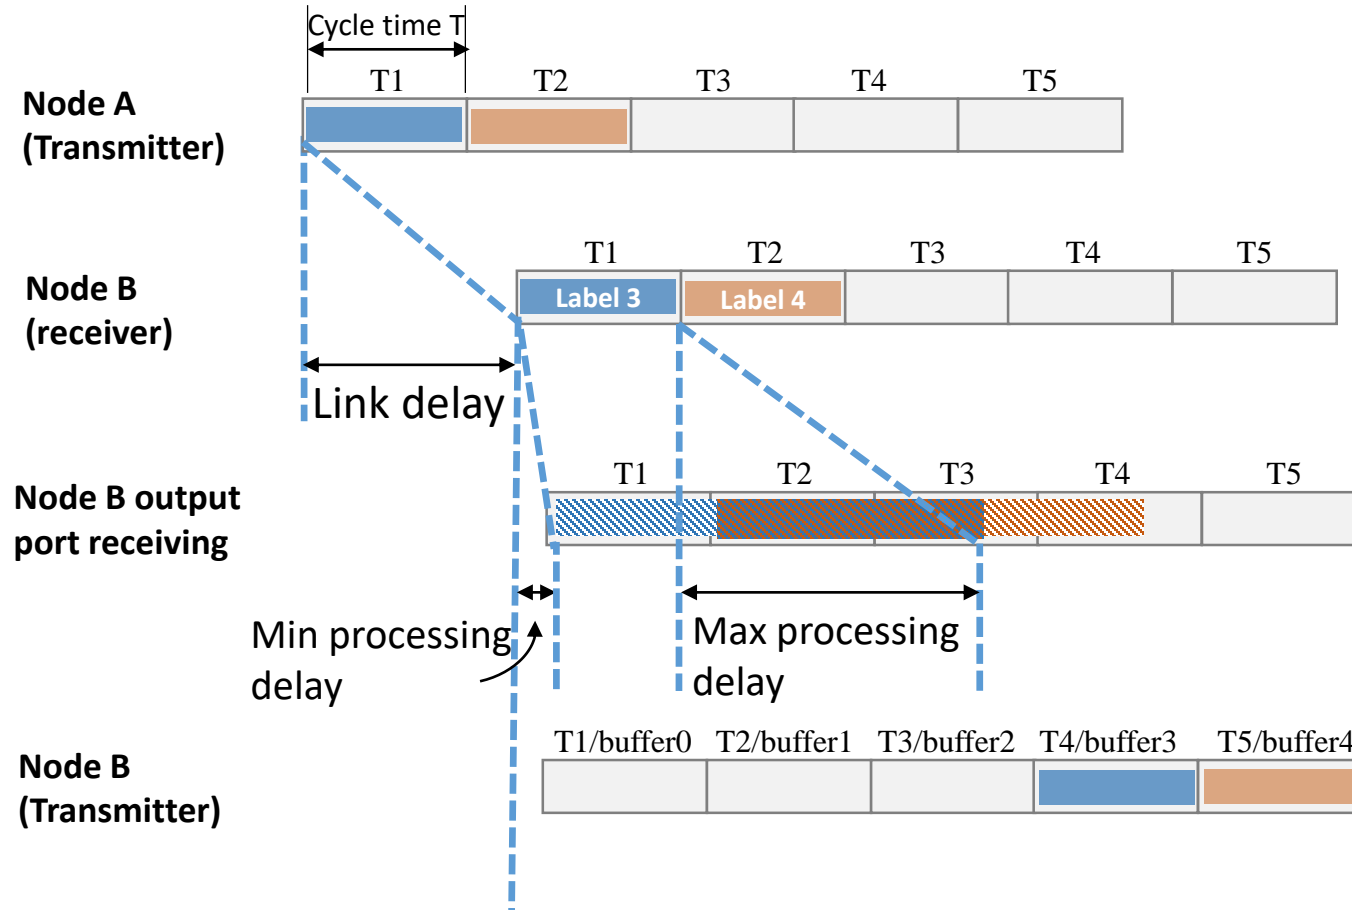 Cycle time T
T1 T2 T3 T4 T5
Node A
(Transmitter)
T1 T2 T3 T4 T5
Node B
(receiver)
Label 3 Label 4
Link delay
T1 T2 T3 T4 T5
Node B output
port receiving
Min processing
delay
Max processing
delay
T1/buffer0 T2/buffer1 T3/buffer2 T4/buffer3 T5/buffer4
Node B
(Transmitter)